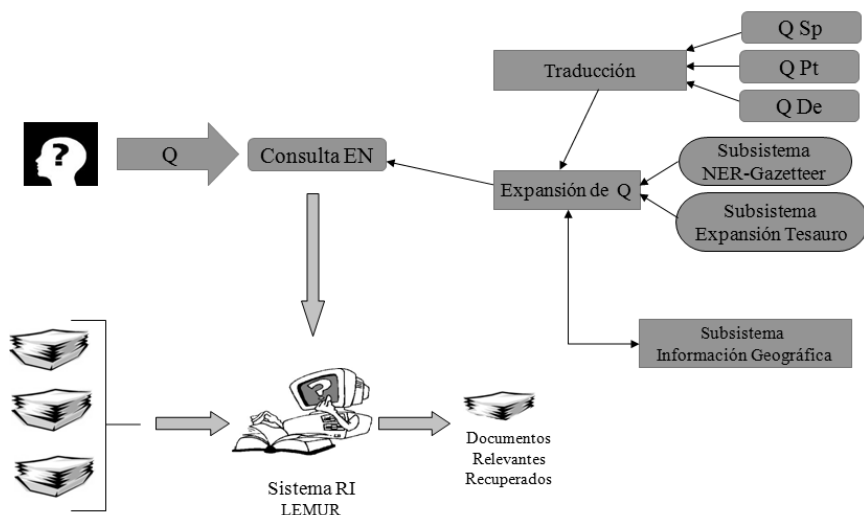 Q Sp
Traducción
Q Pt
Q De
?
Q
Consulta EN
Subsistema
NER-Gazetteer
Expansión de Q
Subsistema
Expansión Tesauro
Subsistema
Información Geográfica
?
Documentos
Relevantes
Recuperados
Sistema RI
LEMUR